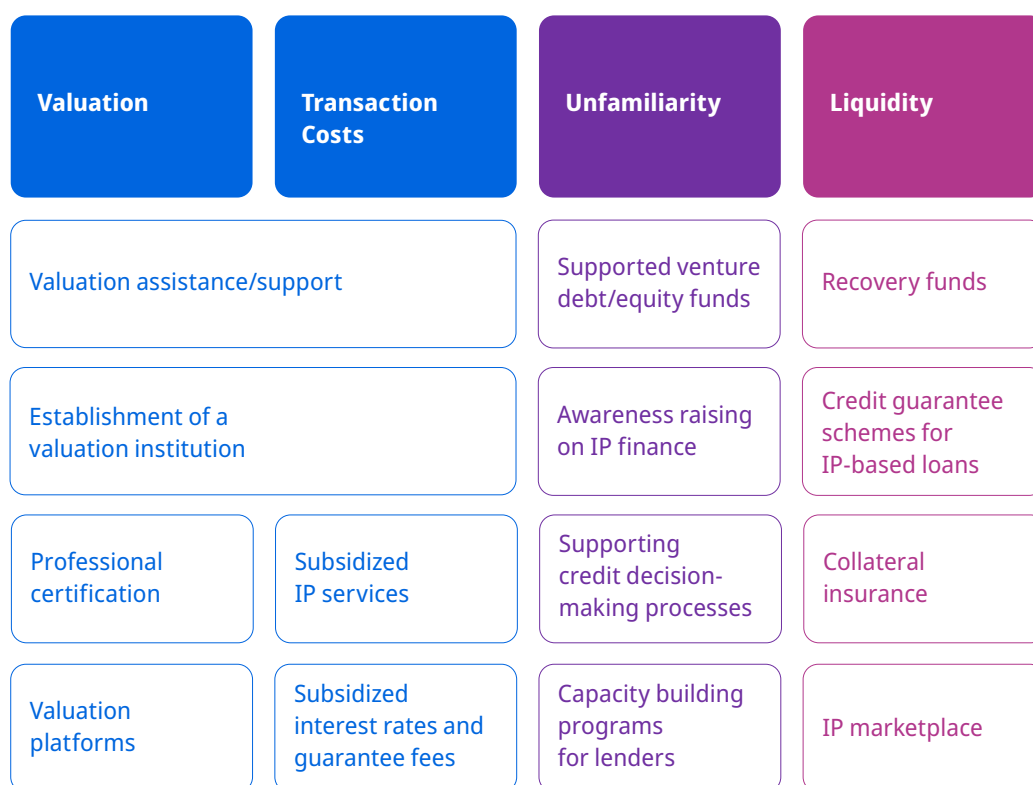 Valuation
Transaction
Costs
Unfamiliarity
Liquidity
Valuation assistance/support
Supported venture
debt/equity funds
Recovery funds
Establishment of a
valuation institution
Awareness raising
on IP finance
Credit guarantee
schemes for
IP-based loans
Professional
certification
Subsidized
IP services
Supporting
credit decision-
making processes
Collateral
insurance
Valuation
platforms
Subsidized
interest rates and
guarantee fees
Capacity building
programs
for lenders
IP marketplace